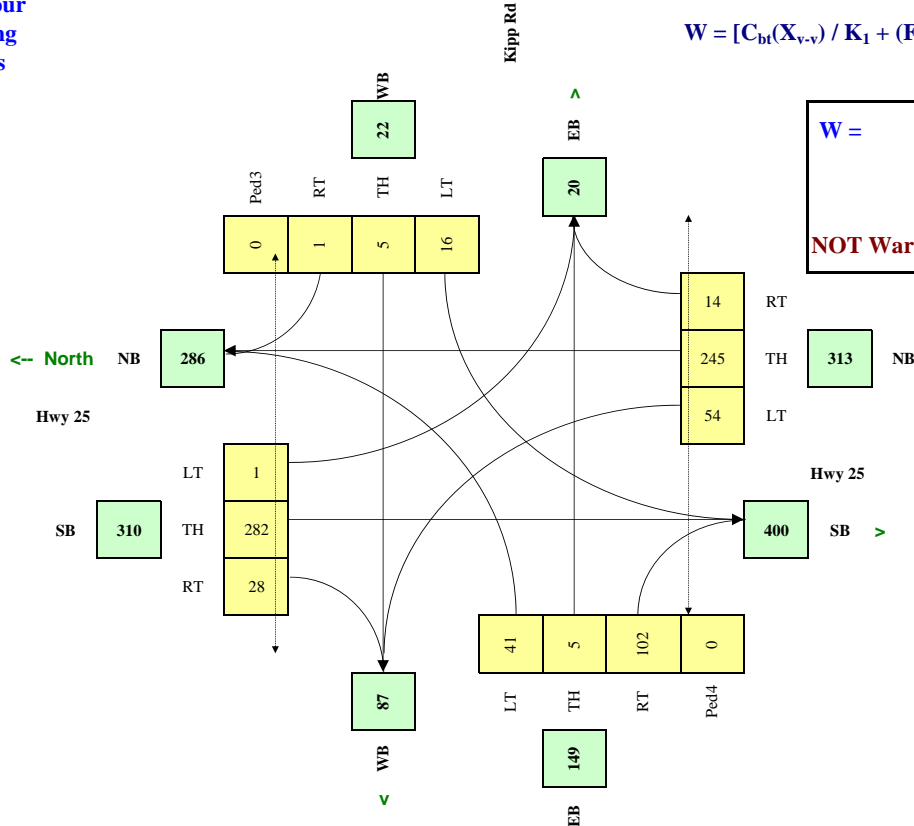 our
ng
s
Kipp Rd
W = [Cbt(Xv-v) / K1 + (F
W =
NOT War
WB
22
^
EB
20
Ped3
RT
TH
LT
0
1
5
16
14
RT
245
TH
54
LT
313
NB
<-- North
NB
286
Hwy 25
Hwy 25
LT
1
SB
310
TH
282
RT
28
400
SB
>
41
5
102
0
LT
TH
RT
Ped4
87
WB
v
149
EB